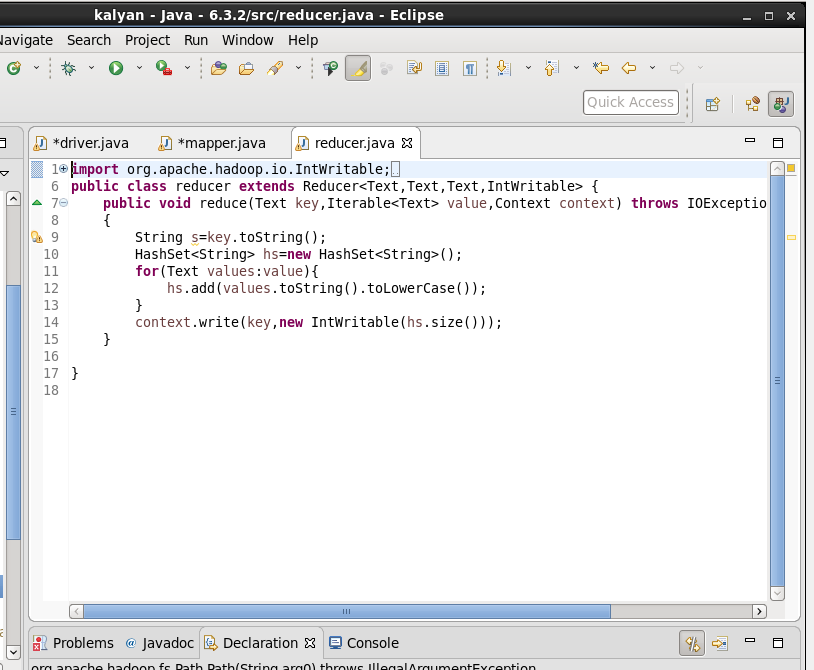 kalyan - Java - 6.3.2/src/reducer.java - Eclipse
Navigate Search Project Run Window Help
Quick Access
*driver.java *mapper.java reducer.java
1 import org.apache.hadoop.io.IntWritable;
6 public class reducer extends Reducer<Text,Text,Text,IntWritable> {
7 public void reduce(Text key,Iterable<Text> value,Context context) throws IOExceptio
8 {
9 String s=key.toString();
10 HashSet<String> hs=new HashSet<String>();
11 for(Text values:value){
12 hs.add(values.toString().toLowerCase());
13 }
14 context.write(key,new IntWritable(hs.size()));
15 }
16
17 }
18
Problems @ Javadoc Declaration Console
org.apache.hadoop.fs.Path.Path(String arg0) throws IllegalArgumentException